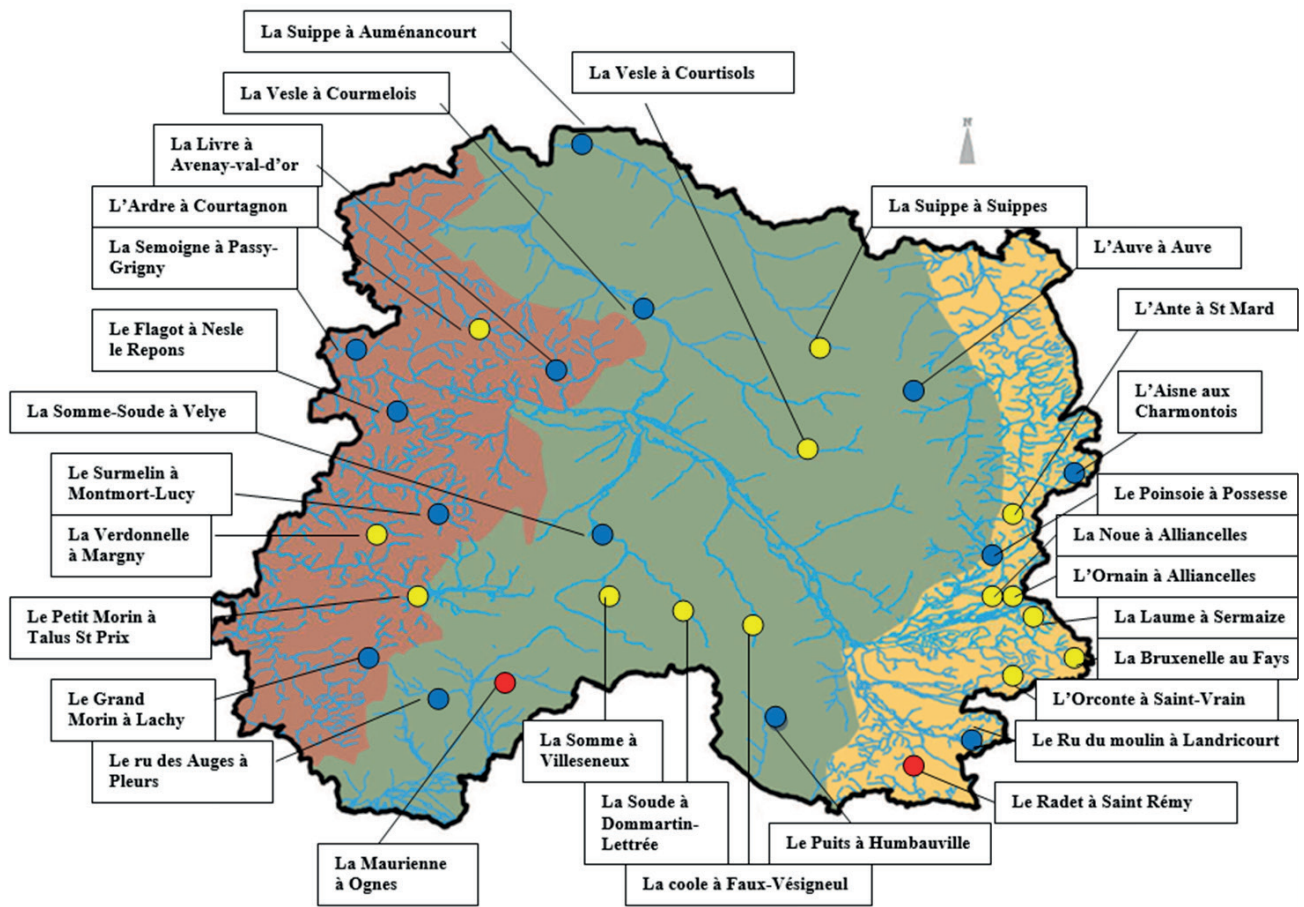 La Suippe à Auménancourt
La Vesle à Courmelois
La Vesle à Courtisols
La Livre à
Avenay-val-d'or
L'Ardre à Courtagnon
La Semoigne à Passy-
Grigny
Le Flagot à Nesle
le Repons
La Somme-Soude à Velye
Le Surmelin à
Montmort-Lucy
La Verdonnelle
à Margny
Le Petit Morin à
Talus St Prix
Le Grand
Morin à Lachy
Le ru des Auges à
Pleurs
La Maurienne
à Ognes
La Somme à
Villeseneux
La Soude à
Dommartin-
Lettrée
La coole à Faux-Vésigneul
Le Puits à Humbauville
N
La Suippe à Suippes
L'Auve à Auve
L'Ante à St Mard
L'Aisne aux
Charmontois
Le Poinsoie à Possesse
La Noue à Alliancelles
L'Ornain à Alliancelles
La Laume à Sermaize
La Bruxenelle au Fays
L'Orconte à Saint-Vrain
Le Ru du moulin à Landricourt
Le Radet à Saint Rémy